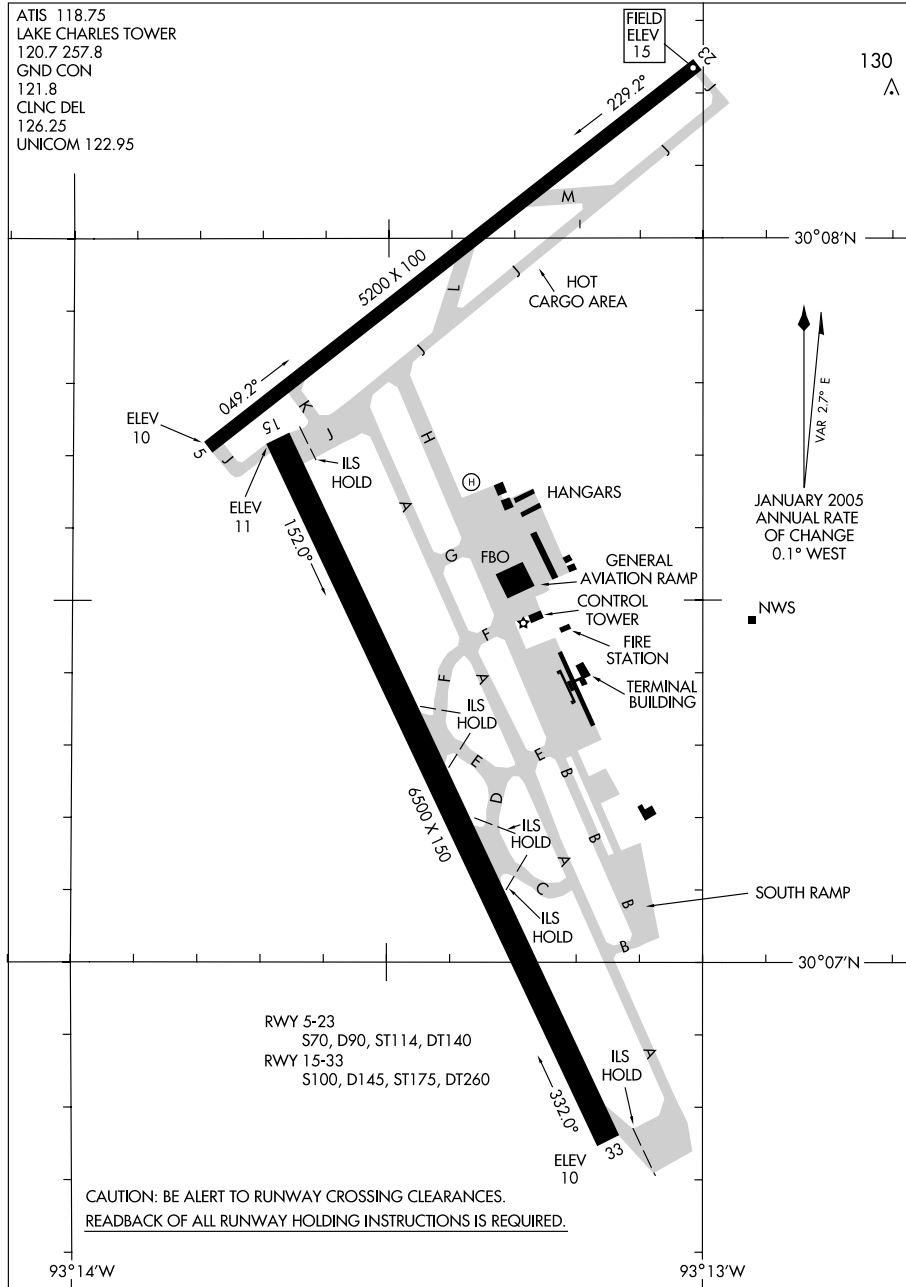 ATIS 118.75
LAKE CHARLES TOWER
120.7 257.8
GND CON
121.8
CLNC DEL
126.25
UNICOM 122.95
FIELD
ELEV
15
23
130
229.2°
J
J
M
30°08'N
J
HOT
CARGO AREA
L
5200 X 100
J
VAR 2.7° E
049.2°
K
J
15
ELEV
10
5
J
H
ILS
HOLD
ELEV
11
JANUARY 2005
ANNUAL RATE
OF CHANGE
0.1° WEST
H
HANGARS
A
152.0°
G
FBO
GENERAL
AVIATION RAMP
CONTROL
TOWER
NWS
F
FIRE
STATION
F
A
TERMINAL
BUILDING
ILS
HOLD
E
E
B
D
6500 X 150
ILS
HOLD
B
A
C
SOUTH RAMP
B
ILS
HOLD
B
30°07'N
RWY 5-23
S70, D90, ST114, DT140
RWY 15-33
S100, D145, ST175, DT260
A
ILS
HOLD
332.0°
33
ELEV
10
CAUTION: BE ALERT TO RUNWAY CROSSING CLEARANCES.
READBACK OF ALL RUNWAY HOLDING INSTRUCTIONS IS REQUIRED.
93°14'W
93°13'W